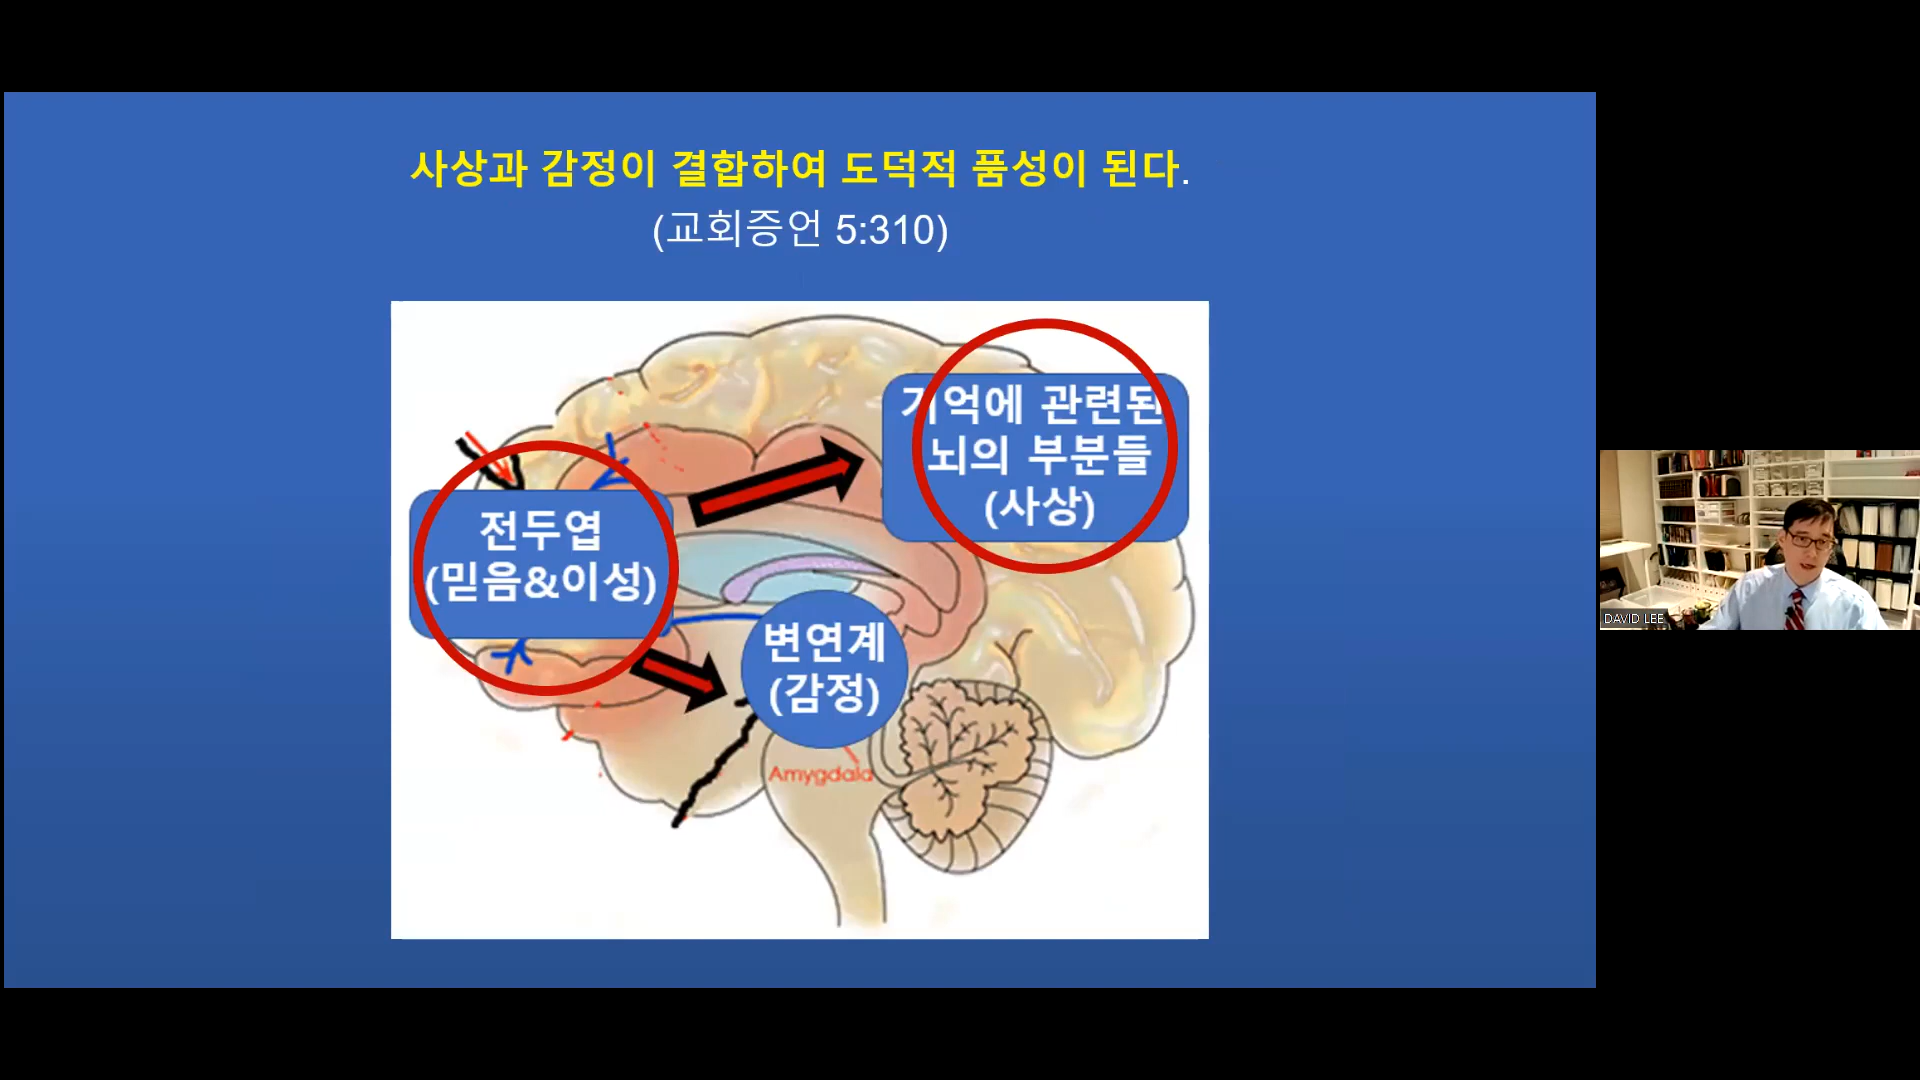 사상과 감정이 결합하여 도덕적 품성이 된다.
(교회증언 5:310)
기억에 관련된
뇌의 부분들
(사상)
전두엽
(믿음&이성)
변연계
(감정)
Amygdala
DAVID LEE